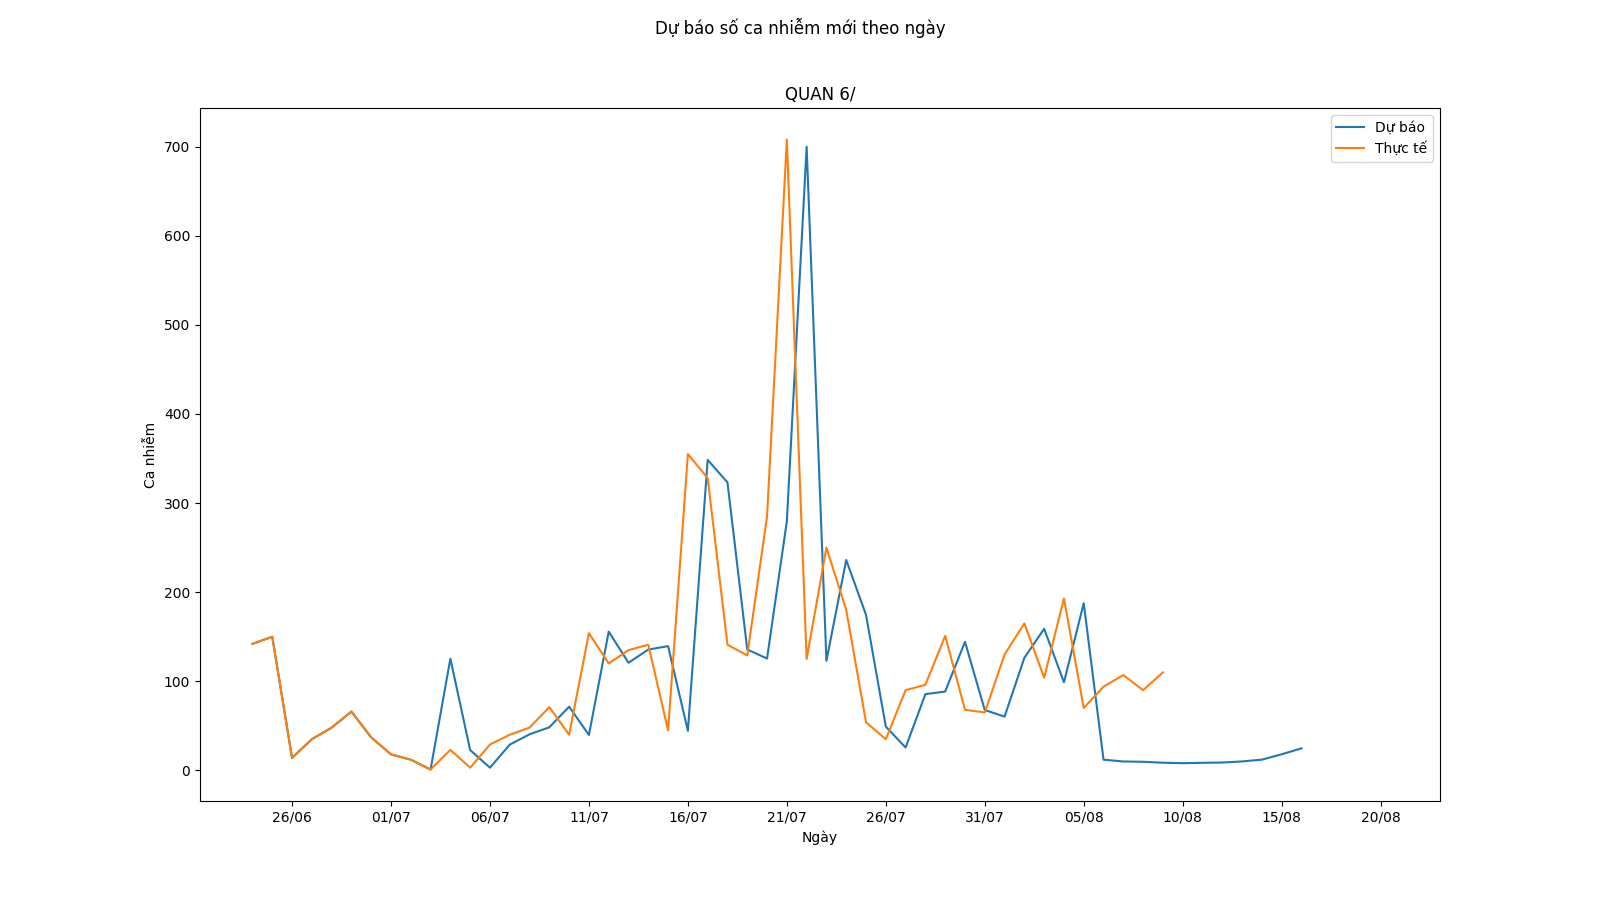 Dự báo số ca nhiễm mới theo ngày
QUAN 6/
Dự báo
Thực tế
700
600
500
400
300
200
100
0
Ca nhiễm
26/06 01/07 06/07 11/07 16/07 21/07 26/07 31/07 05/08 10/08 15/08 20/08
Ngày